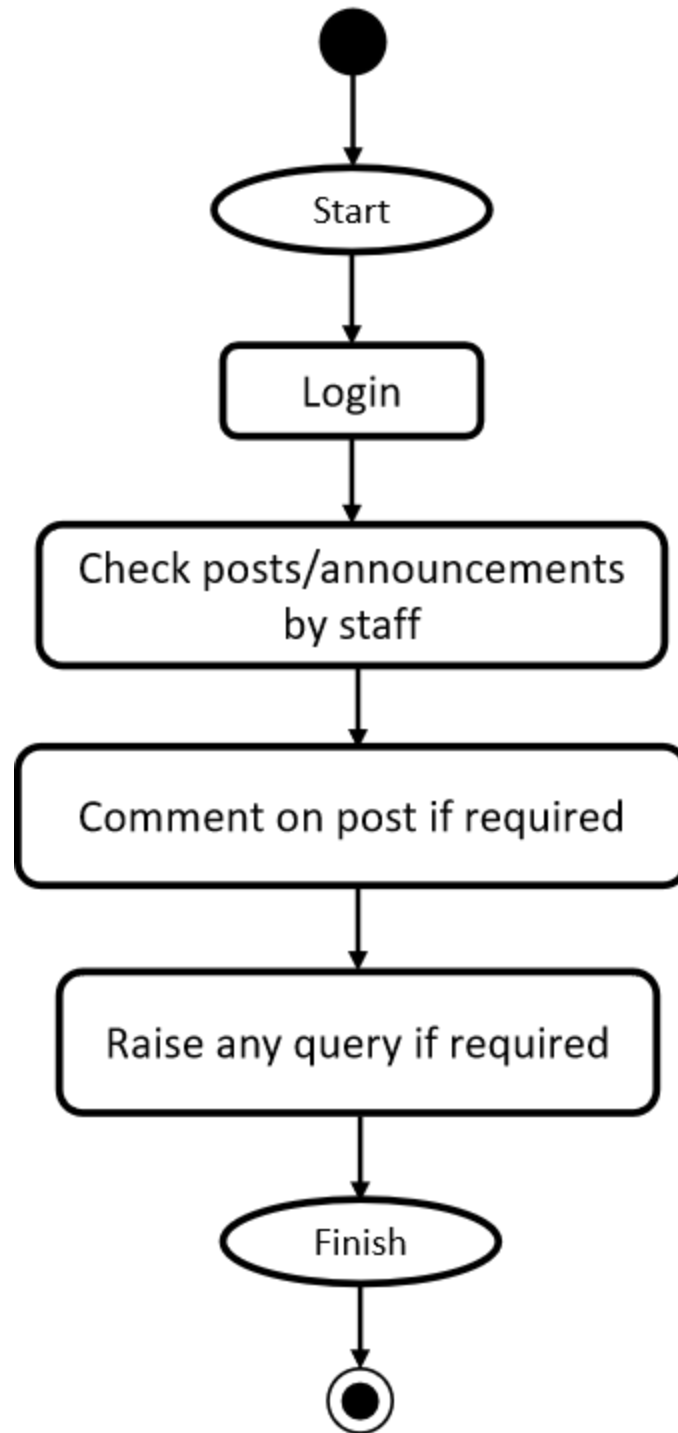 Start
Login
Check posts/announcements
by staff
Comment on post if required
Raise any query if required
Finish